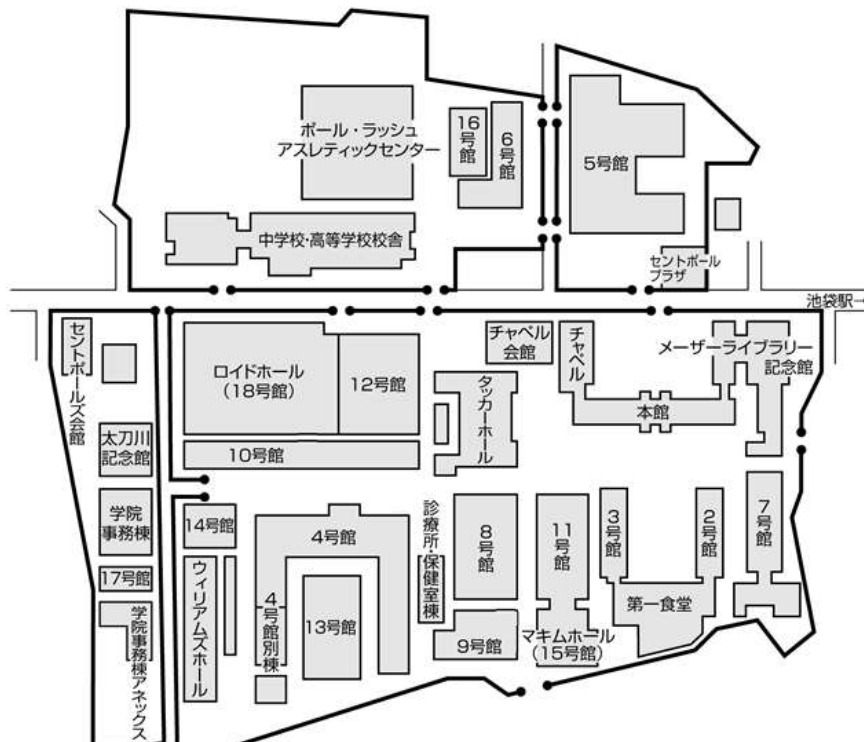 ポール・ラッシュ
アスレティックセンター
16号館
6号館
5号館
中学校・高等学校校舎
セントポール
プラザ
池袋駅→
セントポールズ会館
ロイドホール
(18号館)
12号館
チャペル
会館
チャペル
メーザーライブラリー
記念館
本館
タッカーホール
太刀川
記念館
10号館
学院
事務棟
14号館
4号館
診療所・保健室棟
8号館
11号館
3号館
2号館
7号館
17号館
ウィリアムズホール
4号館別棟
13号館
第一食堂
9号館
マキムホール
(15号館)
学院事務棟アネックス